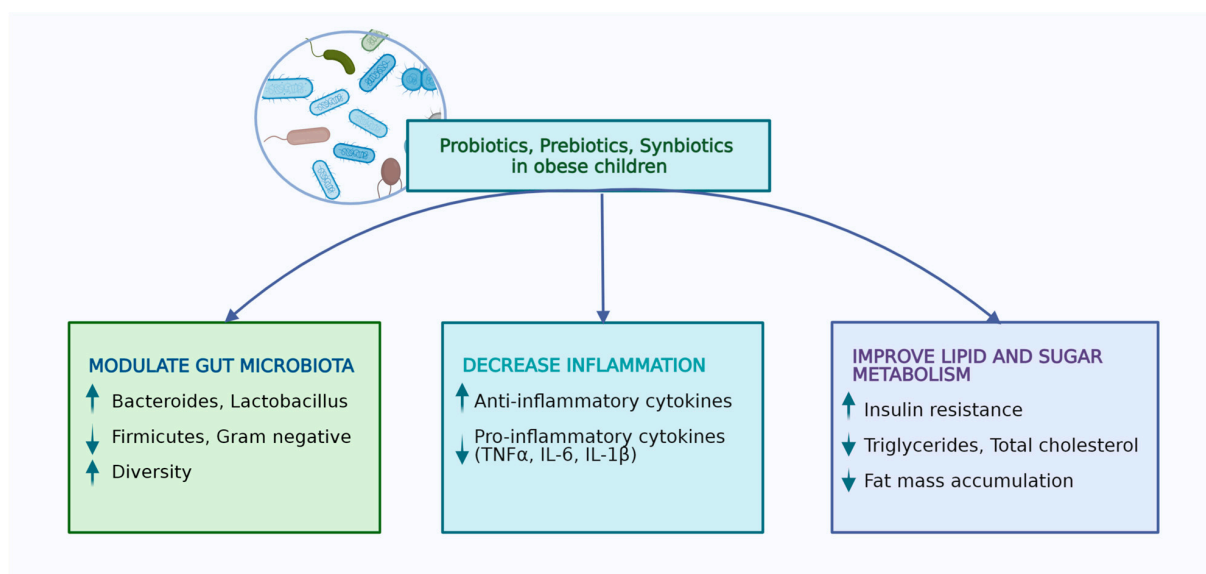 Probiotics, Prebiotics, Synbiotics
in obese children
MODULATE GUT MICROBIOTA
Bacteroides, Lactobacillus
Firmicutes, Gram negative
Diversity
DECREASE INFLAMMATION
Anti-inflammatory cytokines
Pro-inflammatory cytokines
(TNFα, IL-6, IL-1β)
IMPROVE LIPID AND SUGAR
METABOLISM
Insulin resistance
Triglycerides, Total cholesterol
Fat mass accumulation